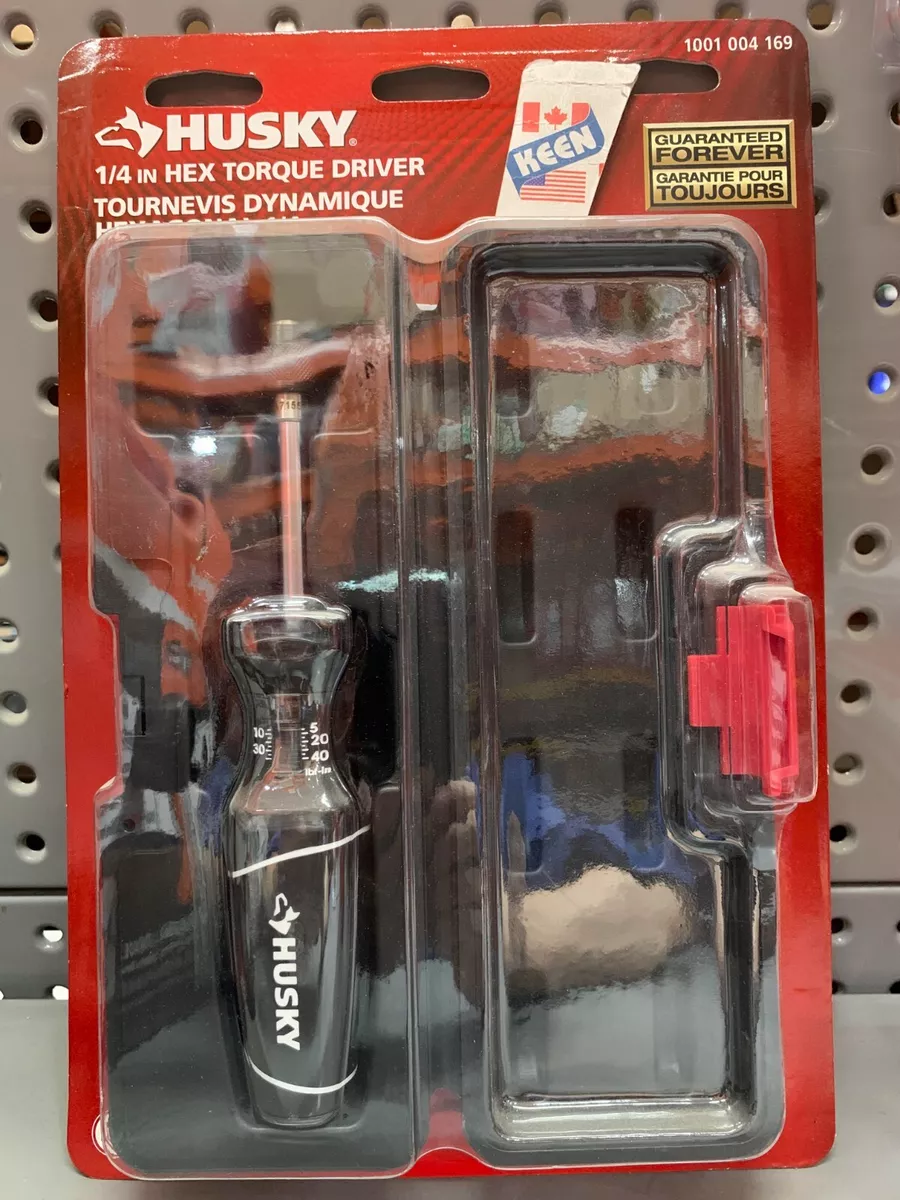 1001 004 169
HUSKY®
1/4 IN HEX TORQUE DRIVER
TOURNEVIS DYNAMIQUE
KEEN
GUARANTEED
FOREVER
GARANTIE POUR
TOUJOURS
10 5
30 20
40
lbf-in
HUSKY